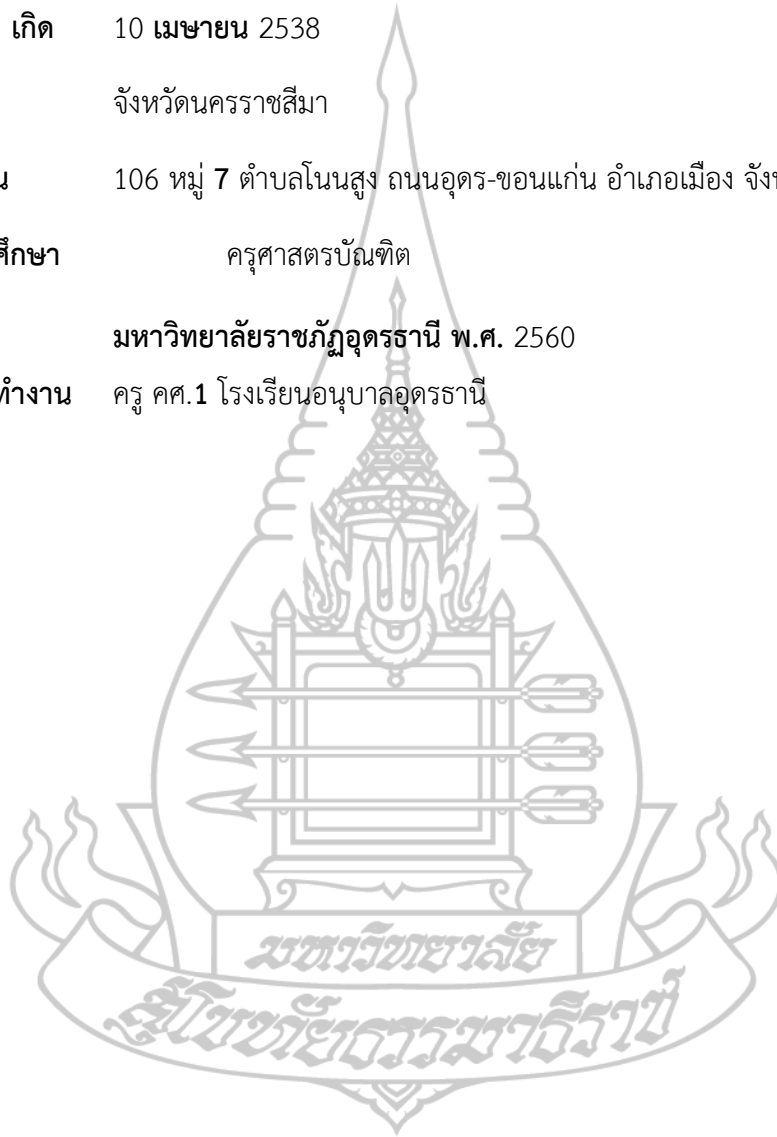 เกิด 10 เมษายน 2538
จังหวัดนครราชสีมา
106 หมู่ 7 ตำบลโนนสูง ถนนอุดร-ขอนแก่น อำเภอเมือง
ครุศาสตรบัณฑิต
มหาวิทยาลัยราชภัฏอุดรธานี พ.ศ. 2560
ทำงาน ครู คศ.1 โรงเรียนอนุบาลอุดรธานี
มหาวิทยาลัย
สุโขทัยธรรมาธิราช